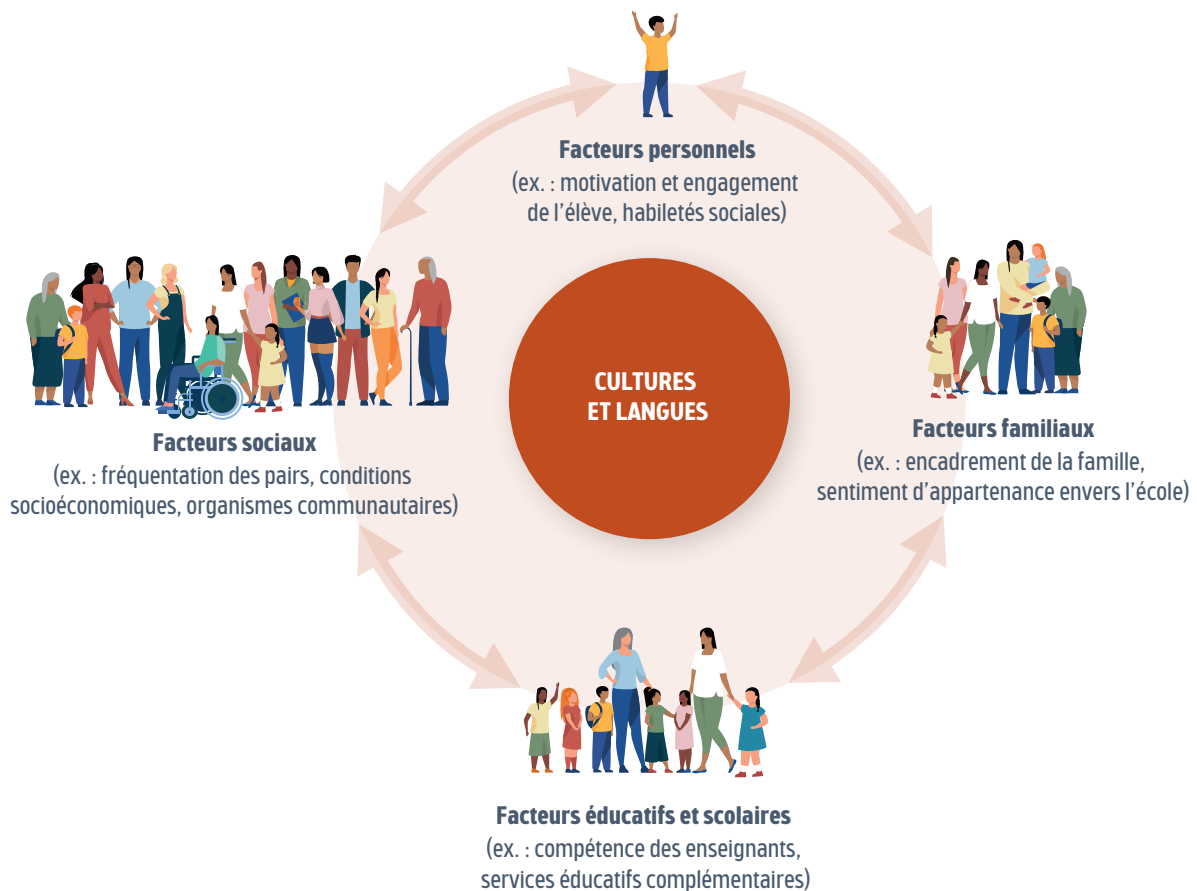 Facteurs personnels
(ex. : motivation et engagement
de l’élève, habiletés sociales)
CULTURES
ET LANGUES
Facteurs sociaux
(ex. : fréquentation des pairs, conditions
socioéconomiques, organismes communautaires)
Facteurs familiaux
(ex. : encadrement de la famille,
sentiment d’appartenance envers l’école)
Facteurs éducatifs et scolaires
(ex. : compétence des enseignants,
services éducatifs complémentaires)